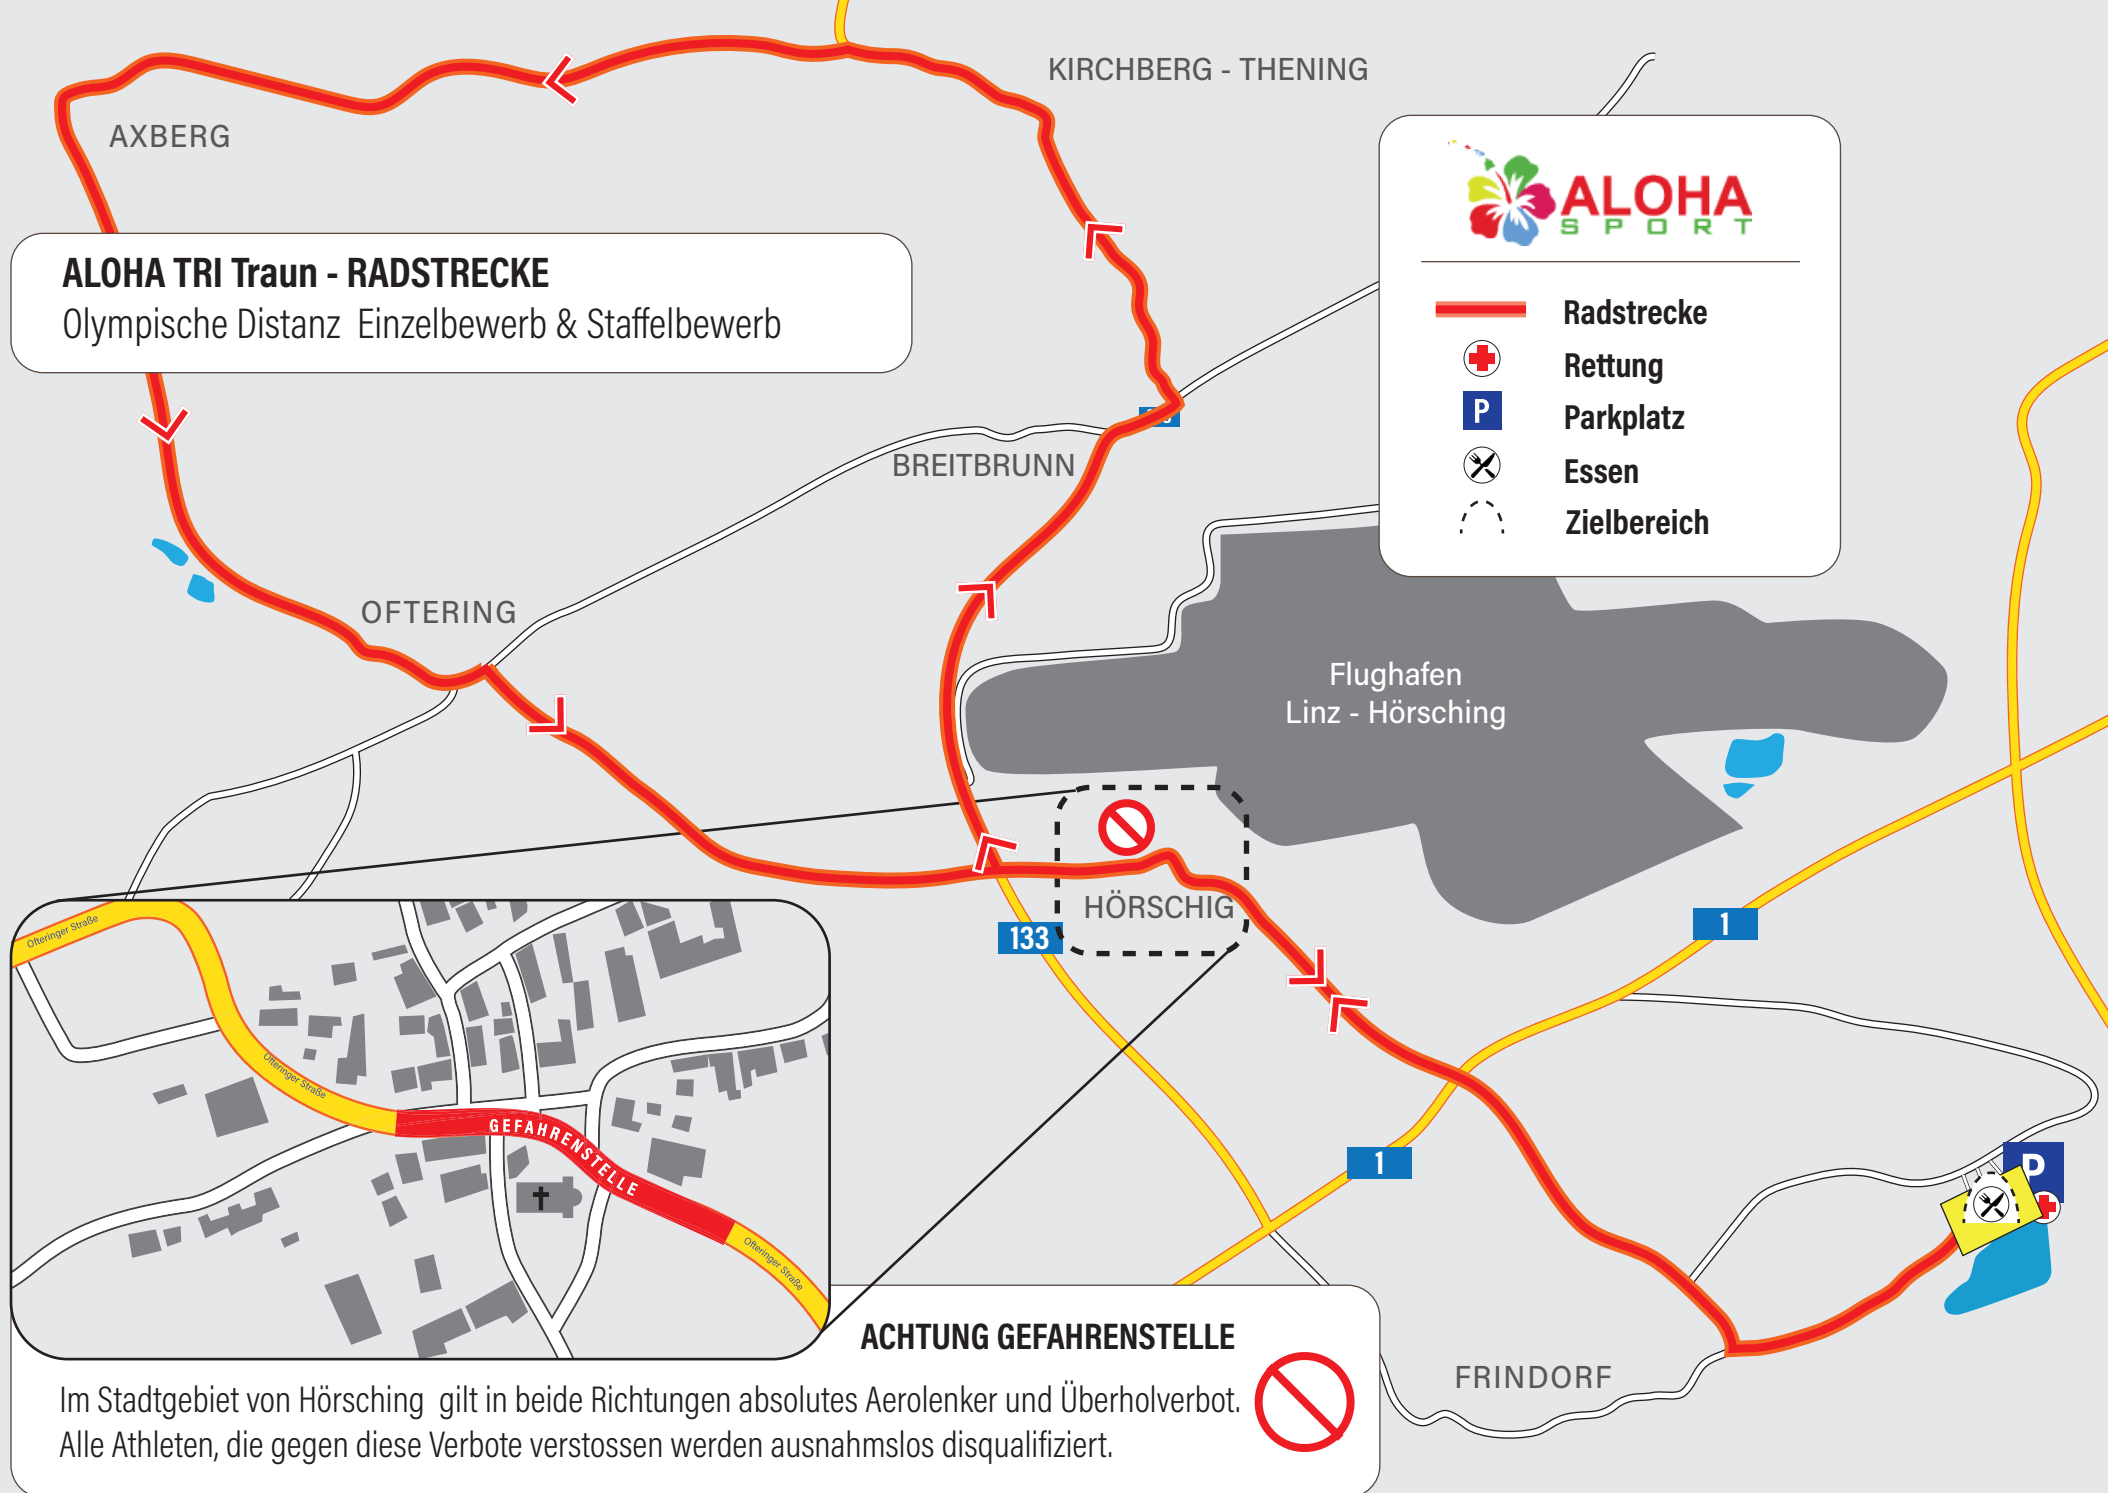 KIRCHBERG - THENING
AXBERG
ALOHA
SPORT
ALOHA TRI Traun - RADSTRECKE
Olympische Distanz Einzelbewerb & Staffelbewerb
Radstrecke
Rettung
P
Parkplatz
Essen
Zielbereich
BREITBRUNN
OFTERING
Flughafen
Linz - Hörsching
HÖRSCHIG
133
1
1
Ofteringer Straße
Ofteringer Straße
GEFAHRENSTELLE
Ofteringer Straße
P
FRINDORF
ACHTUNG GEFAHRENSTELLE
Im Stadtgebiet von Hörsching gilt in beide Richtungen absolutes Aerolenker und Überholverbot.
Alle Athleten, die gegen diese Verbote verstossen werden ausnahmslos disqualifiziert.